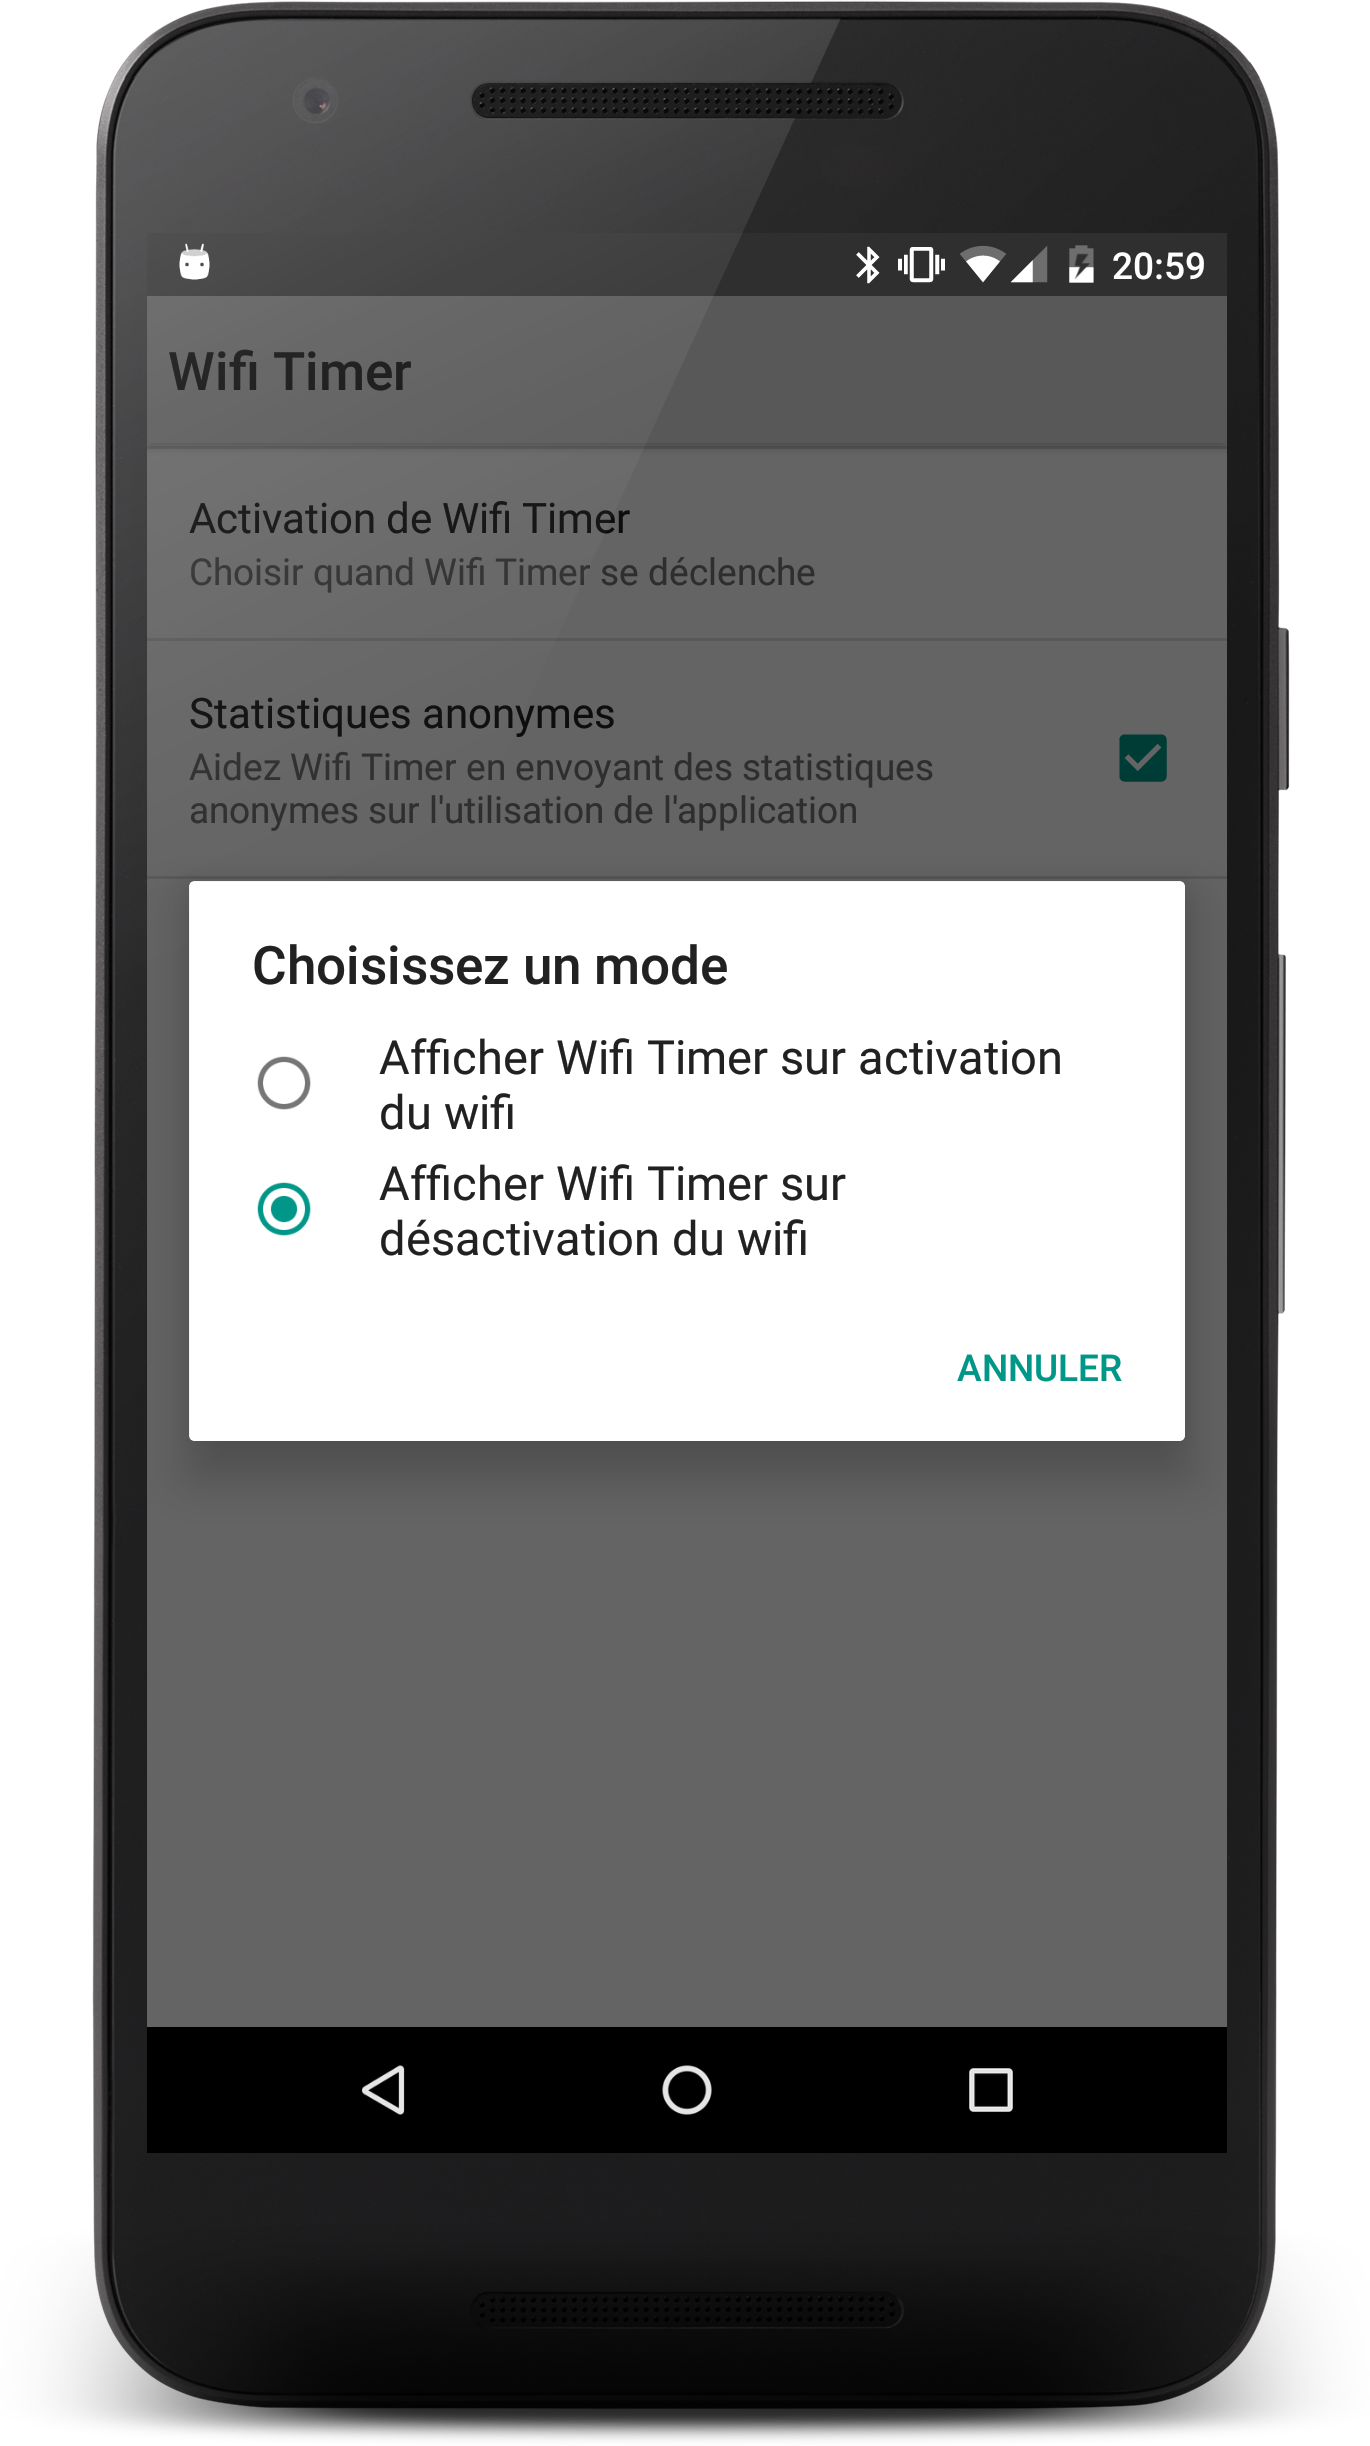 20:59
Wifi Timer
Activation de Wifi Timer
Choisir quand Wifi Timer se déclenche
Statistiques anonymes
Aidez Wifi Timer en envoyant des statistiques
anonymes sur l'utilisation de l'application
Choisissez un mode
Afficher Wifi Timer sur activation
du wifi
Afficher Wifi Timer sur
désactivation du wifi
ANNULER